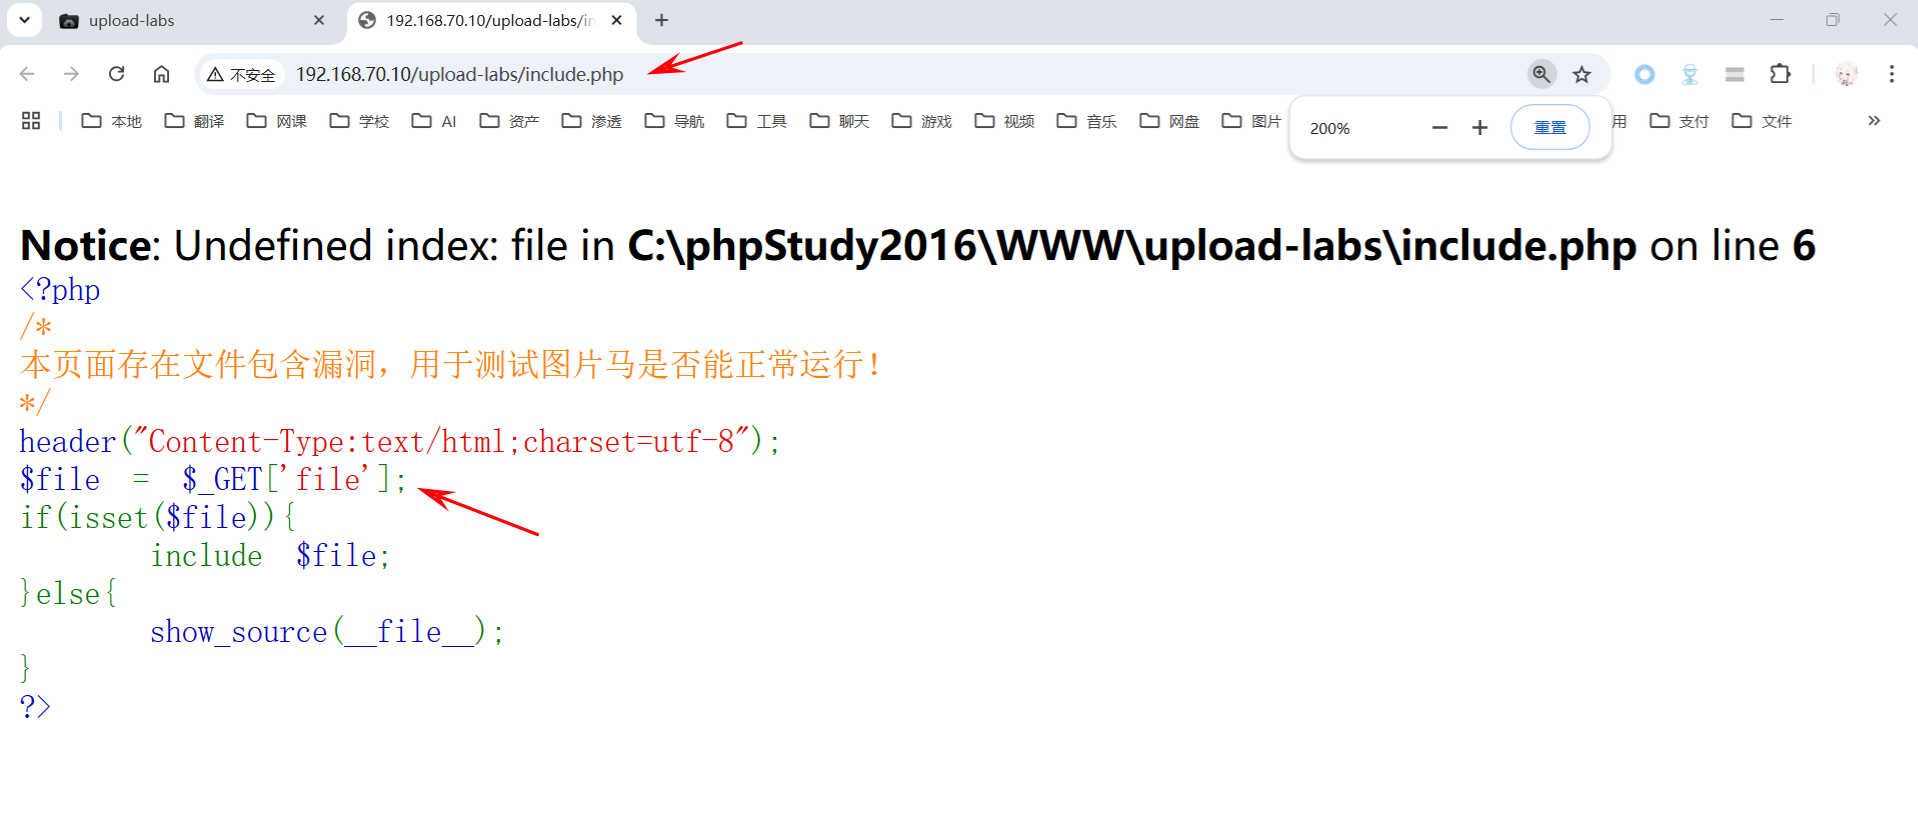 upload-labs
192.168.70.10/upload-labs/in
不安全
192.168.70.10/upload-labs/include.php
本地 翻译 网课 学校 AI 资产 渗透 导航 工具 聊天 游戏 视频 音乐 网盘 图片 用 支付 文件
200% 重置
Notice: Undefined index: file in C:\phpStudy2016\WWW\upload-labs\include.php on line 6
<?php
/*
本页面存在文件包含漏洞，用于测试图片马是否能正常运行！
*/
header("Content-Type:text/html;charset=utf-8");
$file = $_GET['file'];
if(isset($file)){
include $file;
}else{
show_source(__file__);
}
?>